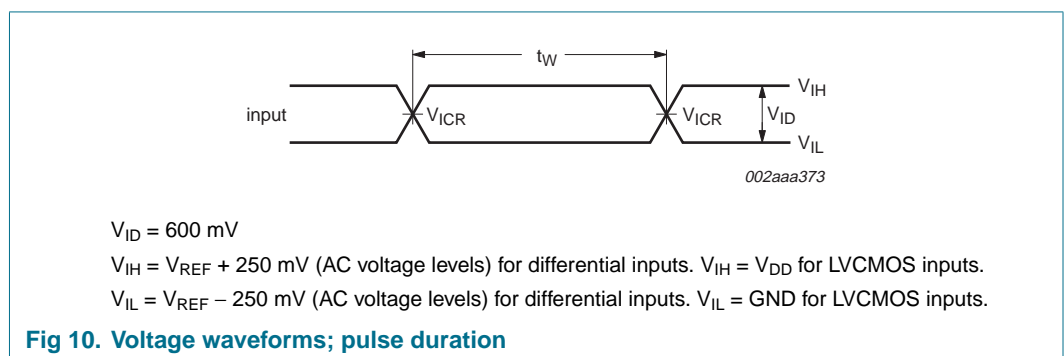 tW
VIH
input
VICR
VICR
VID
VIL
002aaa373
VID = 600 mV
VIH = VREF + 250 mV (AC voltage levels) for differential inputs. VIH = VDD for LVCMOS inputs.
VIL = VREF − 250 mV (AC voltage levels) for differential inputs. VIL = GND for LVCMOS inputs.
Fig 10. Voltage waveforms; pulse duration